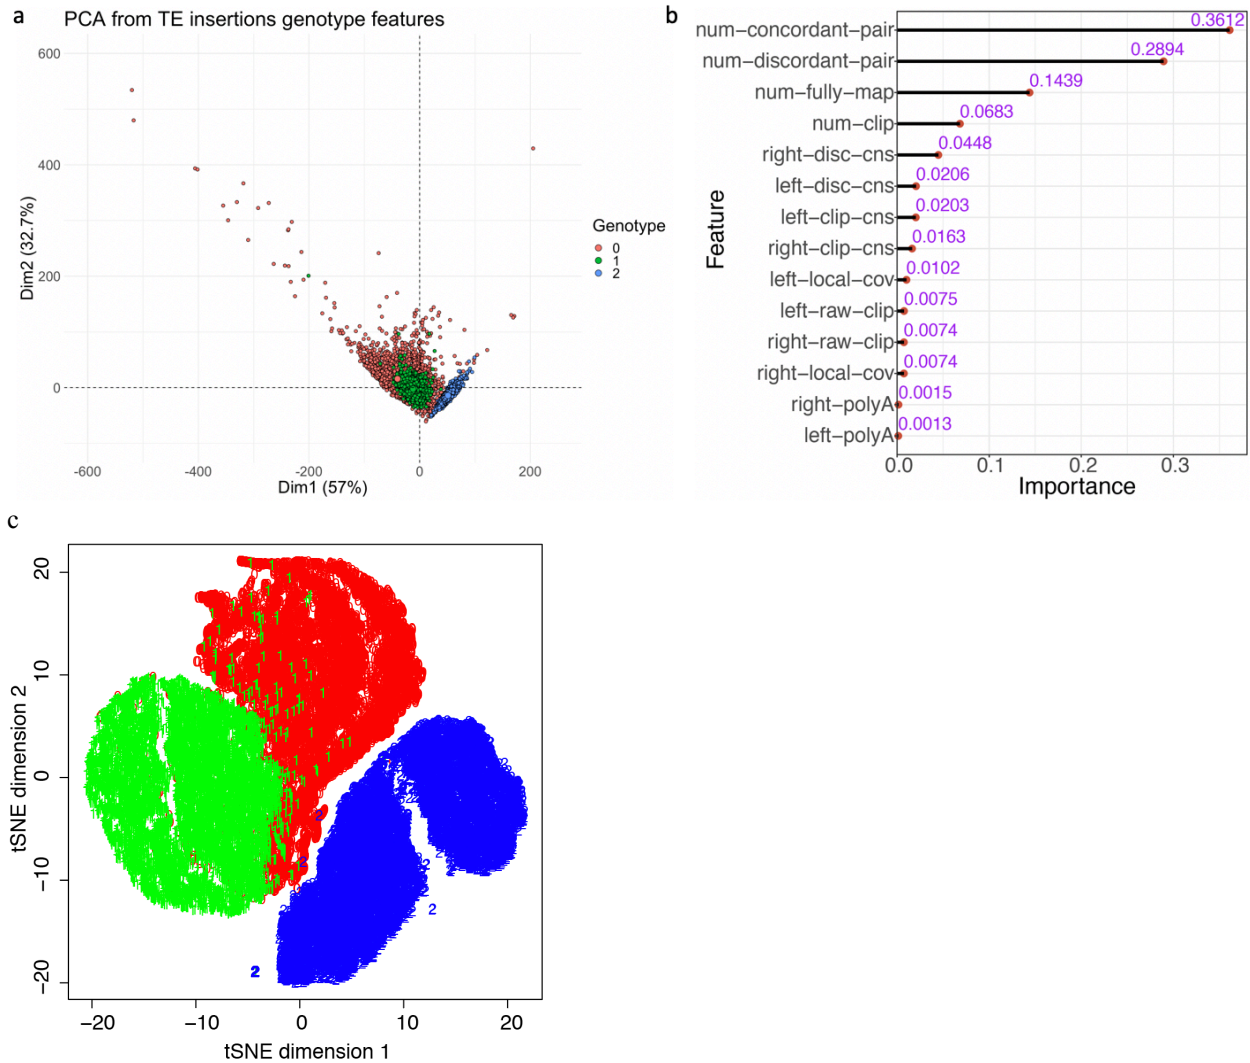 a
PCA from TE insertions genotype features
600
400
200
0
-600
-400
-200
0
200
Dim1 (57%)
Dim2 (32.7%)
Genotype
0
1
2
b
num−concordant−pair
0.3612
num−discordant−pair
0.2894
num−fully−map
0.1439
num−clip
0.0683
right−disc−cns
0.0448
left−disc−cns
0.0206
left−clip−cns
0.0203
right−clip−cns
0.0163
left−local−cov
0.0102
left−raw−clip
0.0075
right−raw−clip
0.0074
right−local−cov
0.0074
right−polyA
0.0015
left−polyA
0.0013
Feature
0.0
0.1
0.2
0.3
Importance
c
20
10
0
−10
−20
tSNE dimension 2
−20
−10
0
10
20
tSNE dimension 1